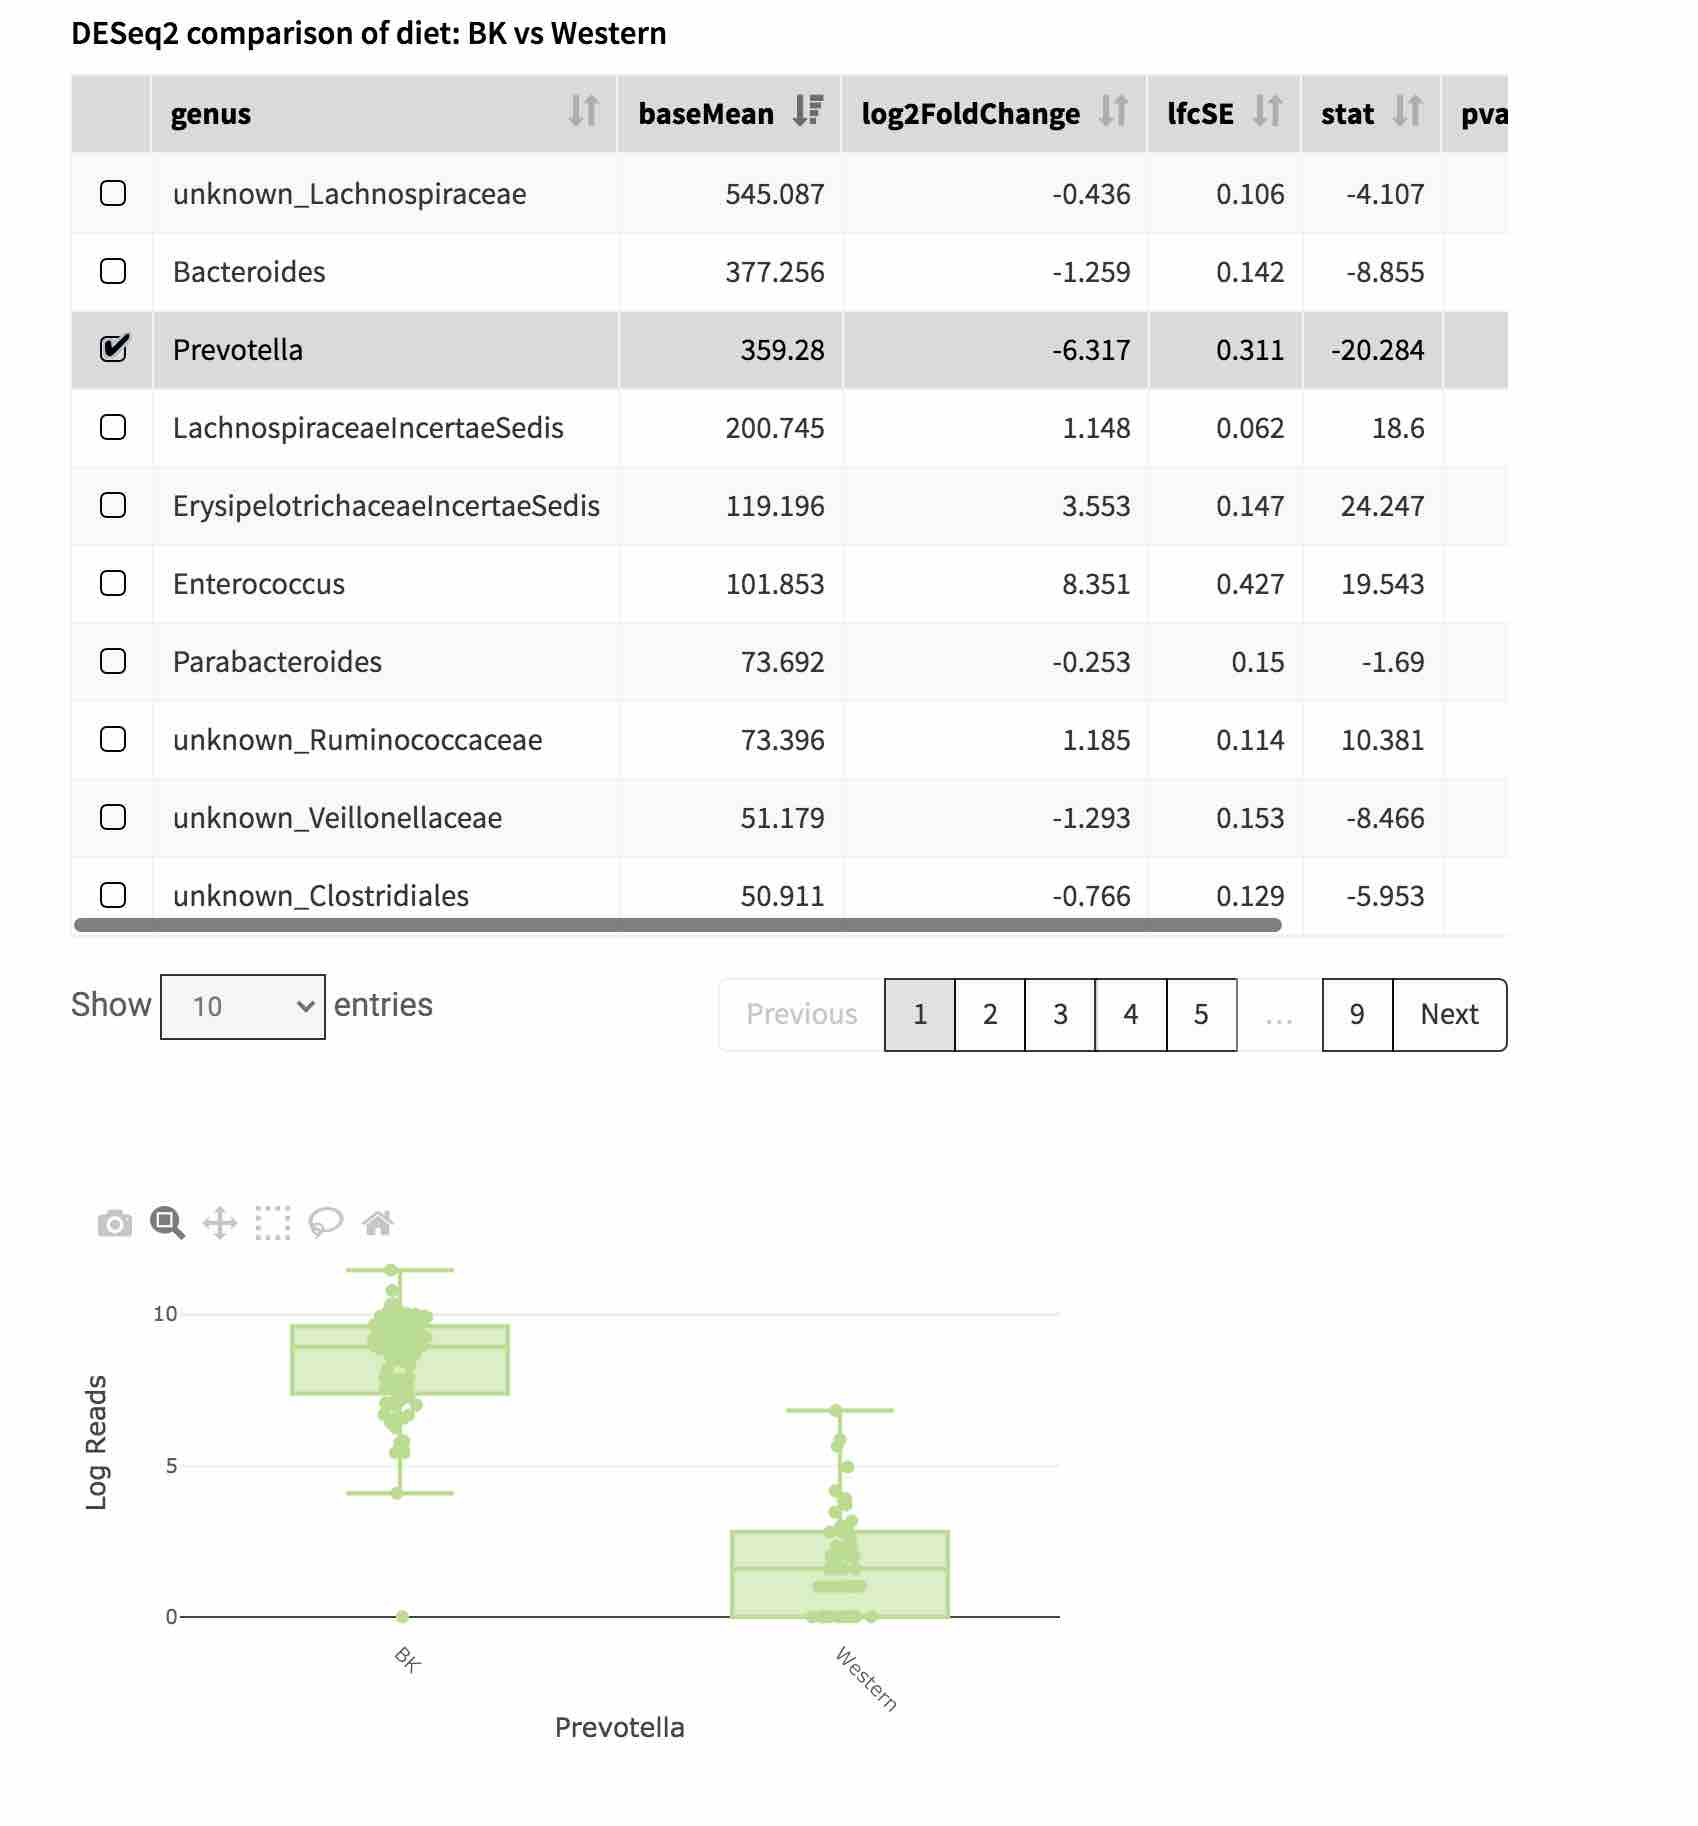 DESeq2 comparison of diet: BK vs Western
genus baseMean log2FoldChange lfcSE stat pva
unknown_Lachnospiraceae 545.087 -0.436 0.106 -4.107
Bacteroides 377.256 -1.259 0.142 -8.855
Prevotella 359.28 -6.317 0.311 -20.284
LachnospiraceaeIncertaeSedis 200.745 1.148 0.062 18.6
ErysipelotrichaceaeIncertaeSedis 119.196 3.553 0.147 24.247
Enterococcus 101.853 8.351 0.427 19.543
Parabacteroides 73.692 -0.253 0.15 -1.69
unknown_Ruminococcaceae 73.396 1.185 0.114 10.381
unknown_Veillonellaceae 51.179 -1.293 0.153 -8.466
unknown_Clostridiales 50.911 -0.766 0.129 -5.953
Show 10 entries Previous 1 2 3 4 5 ... 9 Next
10
5
0
Log Reads
BK Western
Prevotella